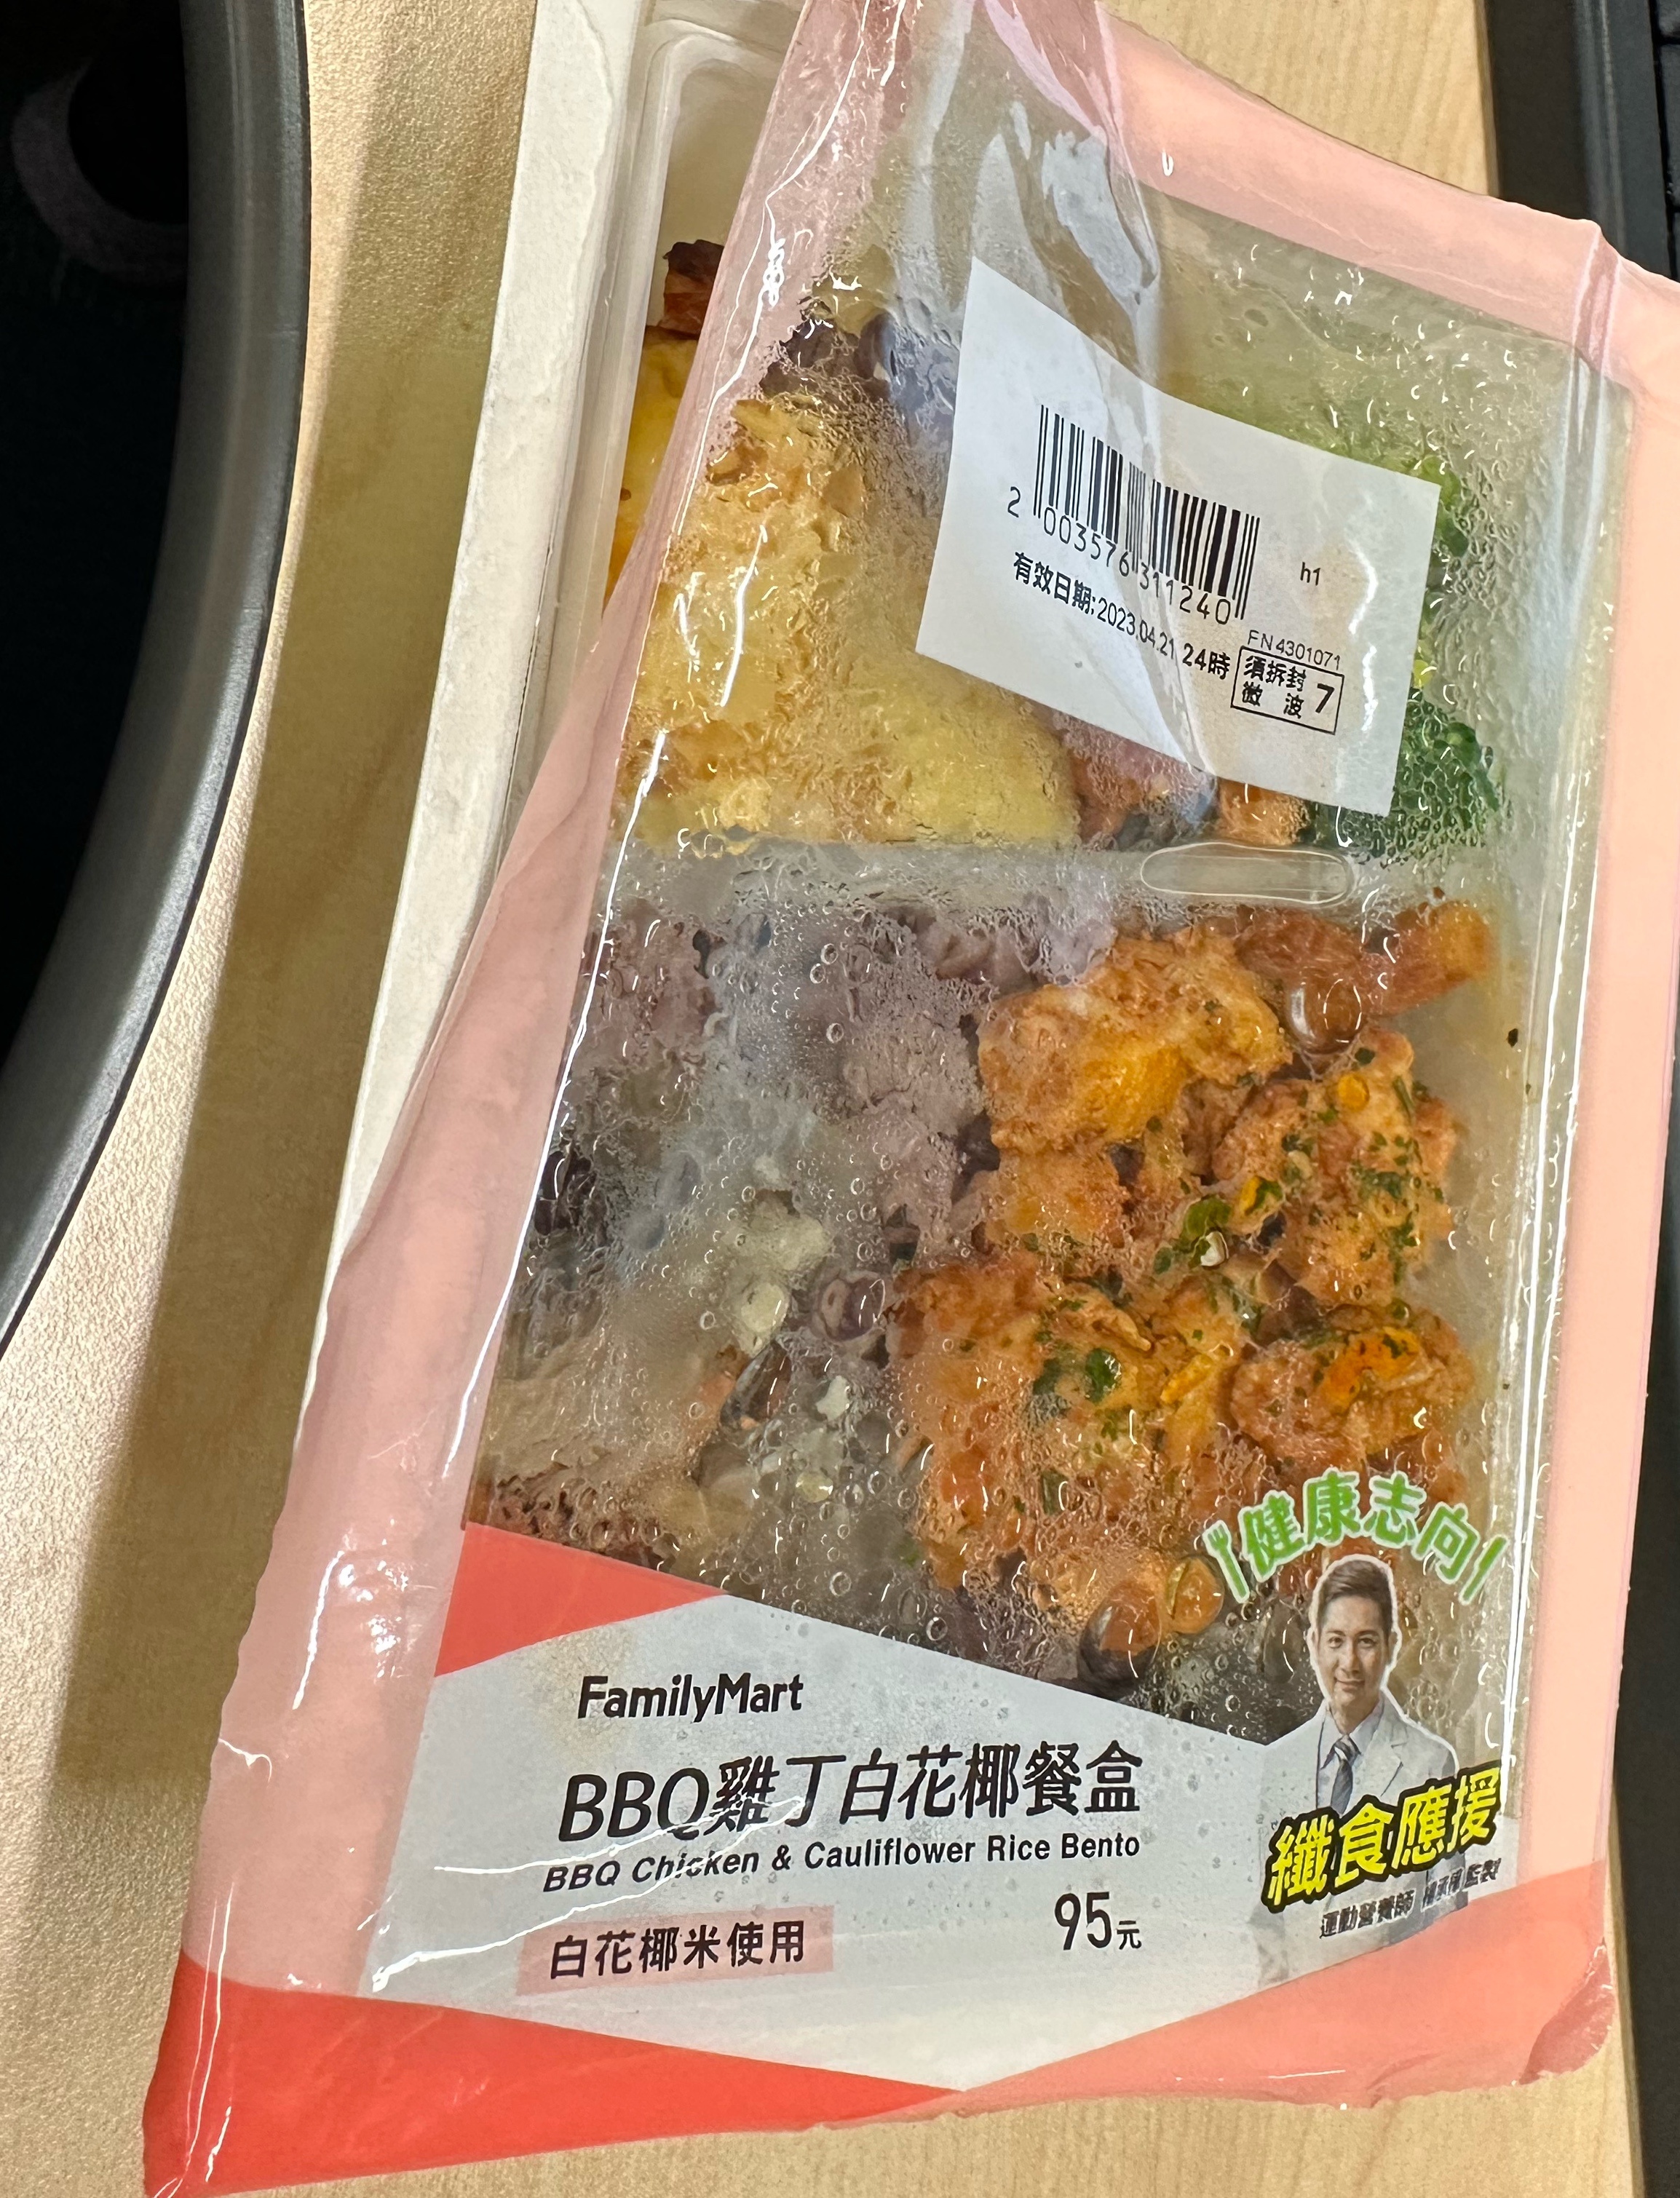 2 003576 311240
h1
有效日期:2023.04.21 24時
FN4301071
須拆封
微波 7
健康志向
FamilyMart
BBQ雞丁白花椰餐盒
BBQ Chicken & Cauliflower Rice Bento
白花椰米使用
95元
纖食應援
運動營養師 監製